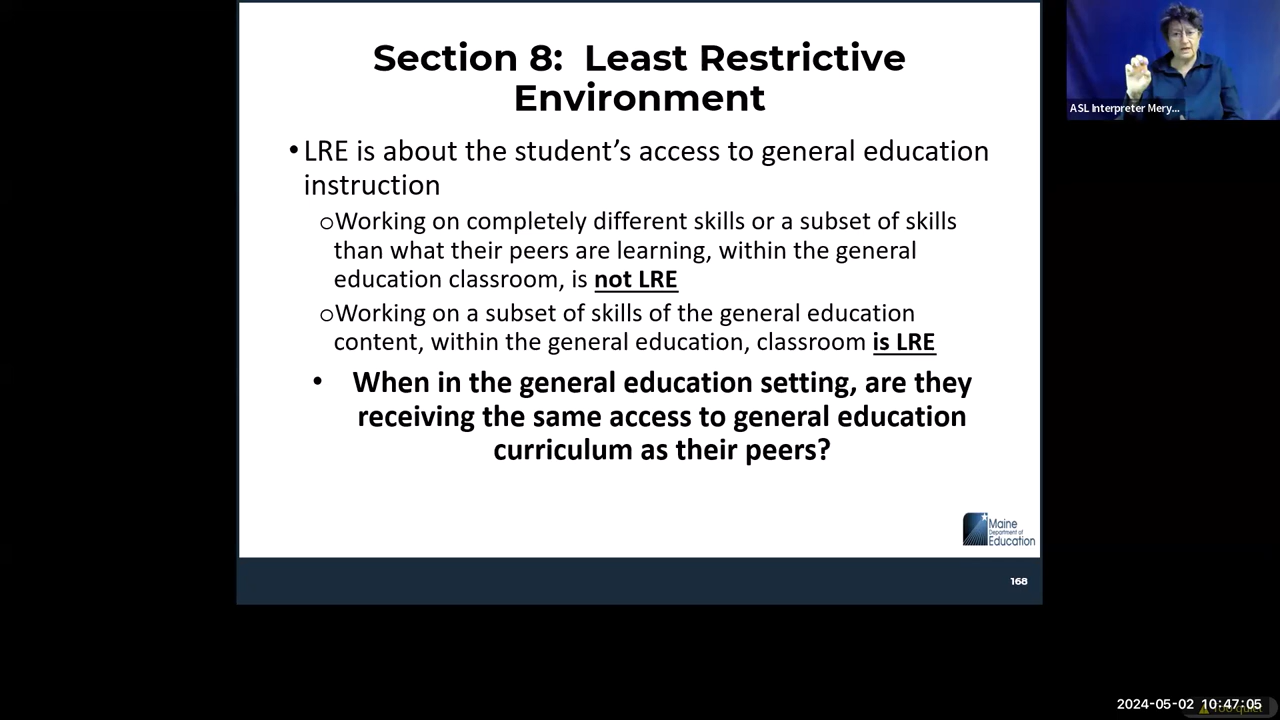 Section 8:  Least Restrictive
Environment
• LRE is about the student’s access to general education
instruction
oWorking on completely different skills or a subset of skills
than what their peers are learning, within the general
education classroom, is not LRE
oWorking on a subset of skills of the general education
content, within the general education, classroom is LRE
• When in the general education setting, are they
receiving the same access to general education
curriculum as their peers?
Maine
Department of
Education
168
ASL Interpreter Mery...
2024-05-02 10:47:05